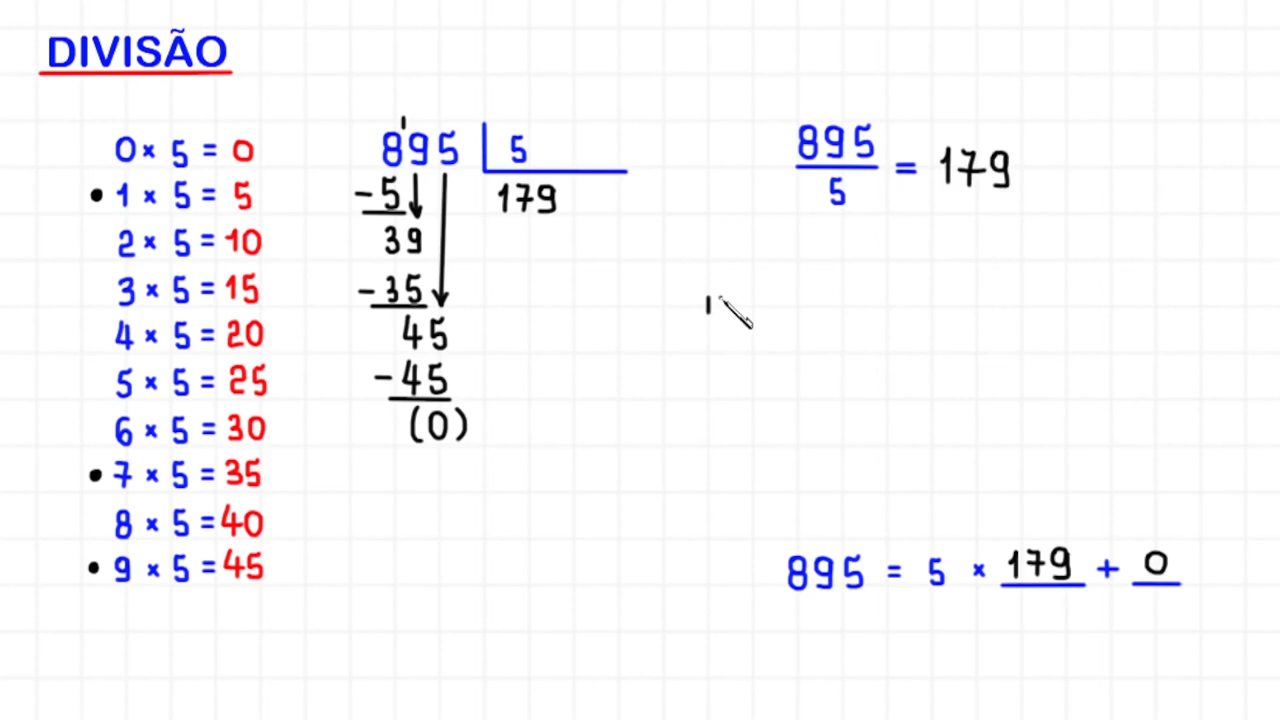 DIVISÃO
0 × 5 = 0
• 1 × 5 = 5
2 × 5 = 10
3 × 5 = 15
4 × 5 = 20
5 × 5 = 25
6 × 5 = 30
• 7 × 5 = 35
8 × 5 = 40
• 9 × 5 = 45
895 5
-5 179
39
-35
45
-45
(0)
895
5
= 179
895 = 5 × 179 + 0